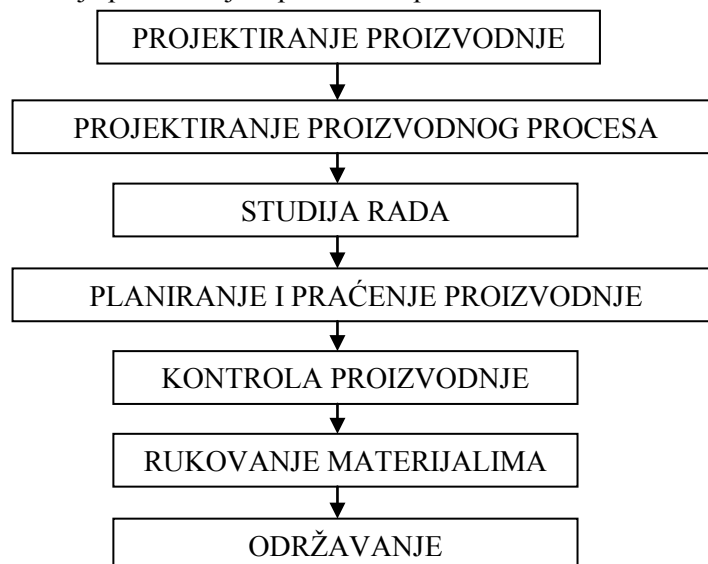 PROJEKTIRANJE PROIZVODNJE
PROJEKTIRANJE PROIZVODNOG PROCESA
STUDIJA RADA
PLANIRANJE I PRAĆENJE PROIZVODNJE
KONTROLA PROIZVODNJE
RUKOVANJE MATERIJALIMA
ODRŽAVANJE